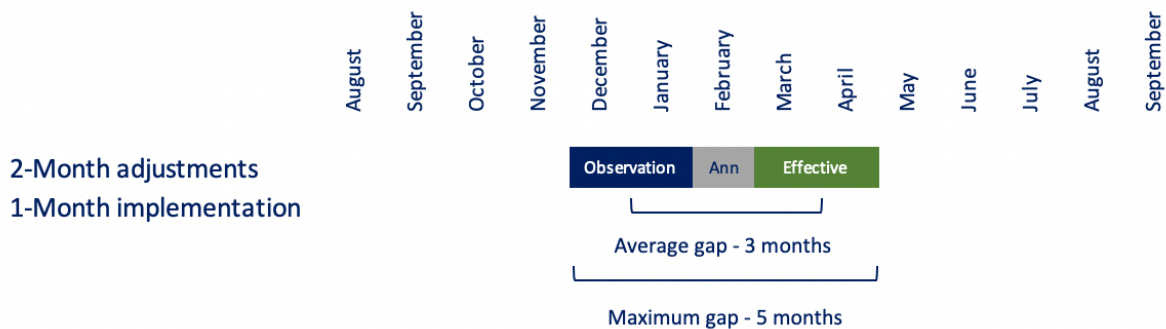 August September October November December January February March April May June July August September
2-Month adjustments
Observation Ann Effective
1-Month implementation
Average gap - 3 months
Maximum gap - 5 months